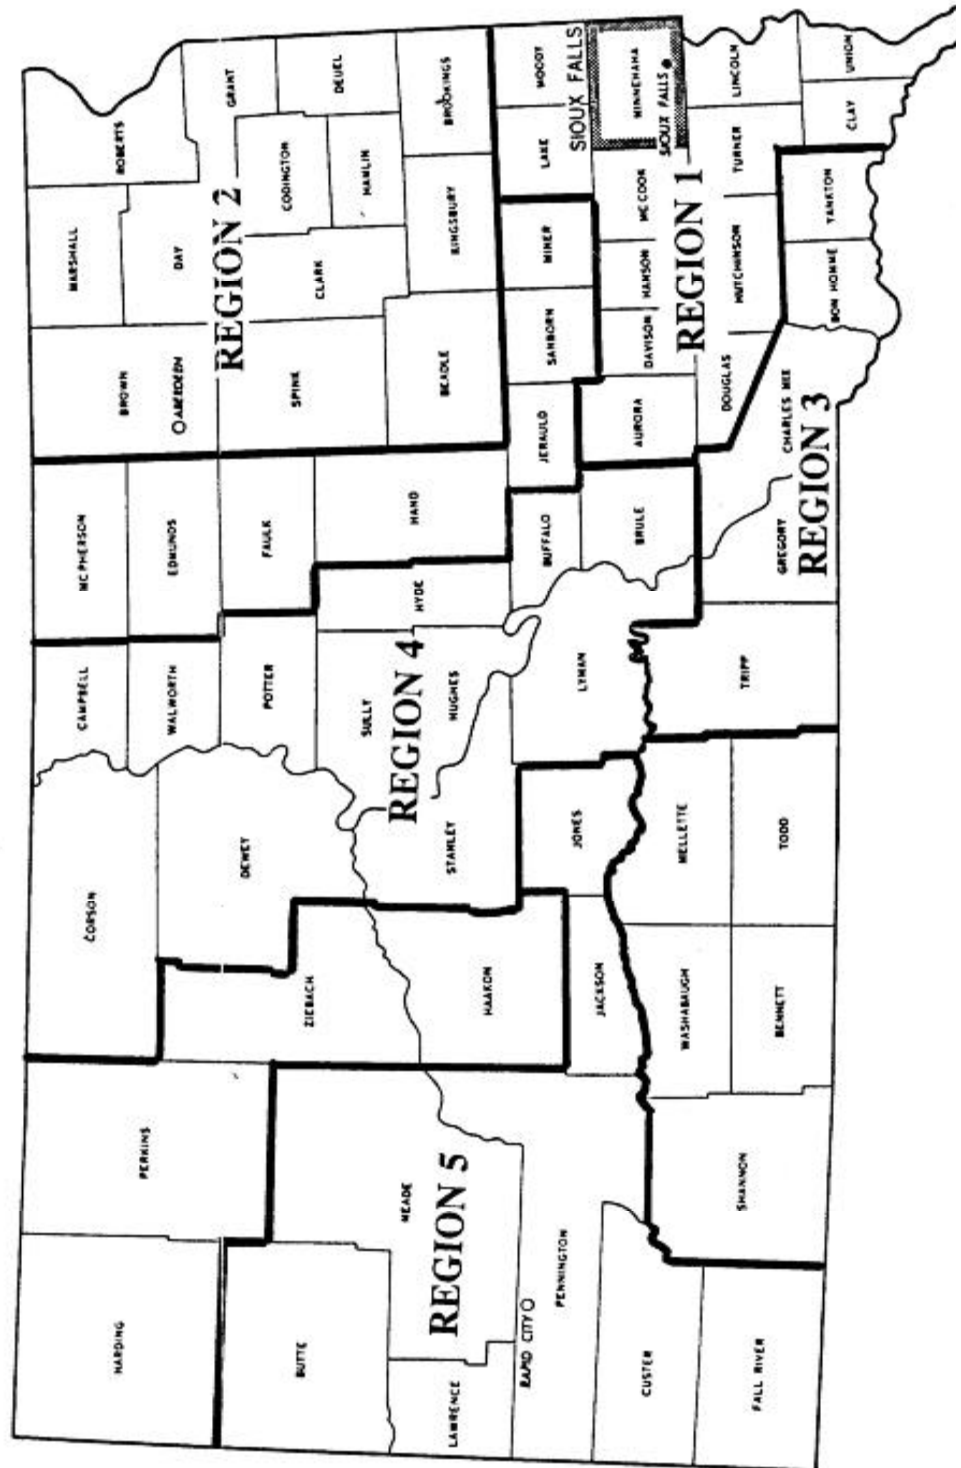 HARDING
PERKINS
CORSON
CAMPBELL
MC PHERSON
BROWN
MARSHALL
ROBERTS
WALWORTH
EDMUNDS
DAY
GRANT
ABERDEEN
DEWEY
POTTER
FAULK
SPINK
REGION 2
CODINGTON
DEUEL
BUTTE
ZIEBACH
SULLY
CLARK
HAMLIN
MEADE
REGION 4
HYDE
HAND
BEADLE
KINGSBURY
BROOKINGS
LAWRENCE
REGION 5
HAAKON
STANLEY
HUGHES
RAPID CITY
PENNINGTON
JACKSON
JONES
LYMAN
BUFFALO
JERAULD
SANBORN
MINER
LAKE
MOODY
SIOUX FALLS
CUSTER
BRULE
AURORA
DAVISON
HANSON
MC COOK
MINNEHAHA
SIOUX FALLS
WASHABAUGH
MELLETTE
REGION 1
FALL RIVER
SHANNON
BENNETT
TODD
TRIPP
GREGORY
CHARLES MIX
DOUGLAS
HUTCHINSON
TURNER
LINCOLN
REGION 3
BON HOMME
YANKTON
CLAY
UNION